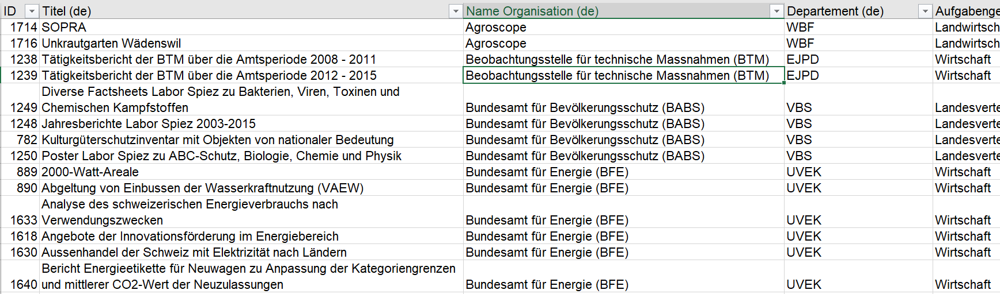 ID Titel (de) Name Organisation (de) Departement (de) Aufgabenge
1714 SOPRA Agroscope WBF Landwirtsch
1716 Unkrautgarten Wädenswil Agroscope WBF Landwirtsch
1238 Tätigkeitsbericht der BTM über die Amtsperiode 2008 - 2011 Beobachtungsstelle für technische Massnahmen (BTM) EJPD Wirtschaft
1239 Tätigkeitsbericht der BTM über die Amtsperiode 2012 - 2015 Beobachtungsstelle für technische Massnahmen (BTM) EJPD Wirtschaft
Diverse Factsheets Labor Spiez zu Bakterien, Viren, Toxinen und
1249 Chemischen Kampfstoffen Bundesamt für Bevölkerungsschutz (BABS) VBS Landesverte
1248 Jahresberichte Labor Spiez 2003-2015 Bundesamt für Bevölkerungsschutz (BABS) VBS Landesverte
782 Kulturgüterschutzinventar mit Objekten von nationaler Bedeutung Bundesamt für Bevölkerungsschutz (BABS) VBS Landesverte
1250 Poster Labor Spiez zu ABC-Schutz, Biologie, Chemie und Physik Bundesamt für Bevölkerungsschutz (BABS) VBS Landesverte
889 2000-Watt-Areale Bundesamt für Energie (BFE) UVEK Wirtschaft
890 Abgeltung von Einbussen der Wasserkraftnutzung (VAEW) Bundesamt für Energie (BFE) UVEK Wirtschaft
Analyse des schweizerischen Energieverbrauchs nach
1633 Verwendungszwecken Bundesamt für Energie (BFE) UVEK Wirtschaft
1618 Angebote der Innovationsförderung im Energiebereich Bundesamt für Energie (BFE) UVEK Wirtschaft
1630 Aussenhandel der Schweiz mit Elektrizität nach Ländern Bundesamt für Energie (BFE) UVEK Wirtschaft
Bericht Energieetikette für Neuwagen zu Anpassung der Kategoriengrenzen
1640 und mittlerer CO2-Wert der Neuzulassungen Bundesamt für Energie (BFE) UVEK Wirtschaft